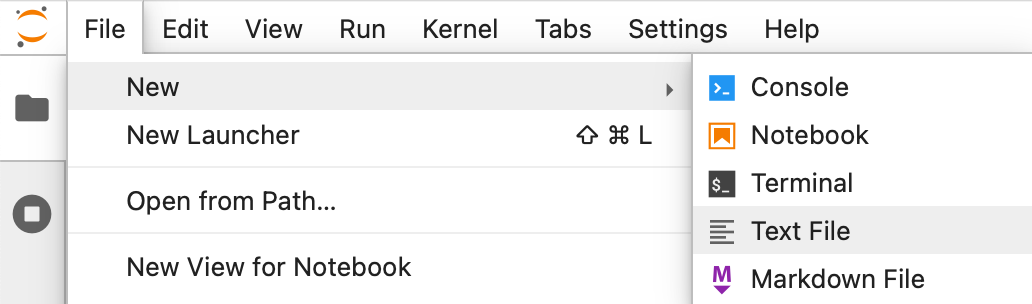 File Edit View Run Kernel Tabs Settings Help
New
New Launcher ⇧ ⌘ L
Open from Path...
New View for Notebook
Console
Notebook
Terminal
Text File
Markdown File